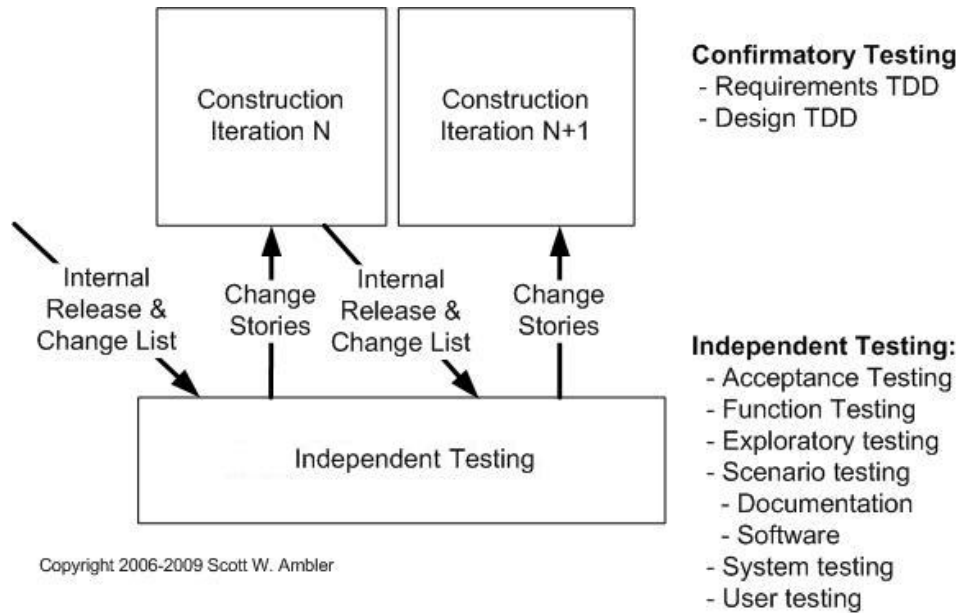 Construction
Iteration N
Construction
Iteration N+1
Confirmatory Testing
- Requirements TDD
- Design TDD
Internal
Release &
Change List
Change
Stories
Internal
Release &
Change List
Change
Stories
Independent Testing
Independent Testing:
- Acceptance Testing
- Function Testing
- Exploratory testing
- Scenario testing
- Documentation
- Software
- System testing
- User testing
Copyright 2006-2009 Scott W. Ambler